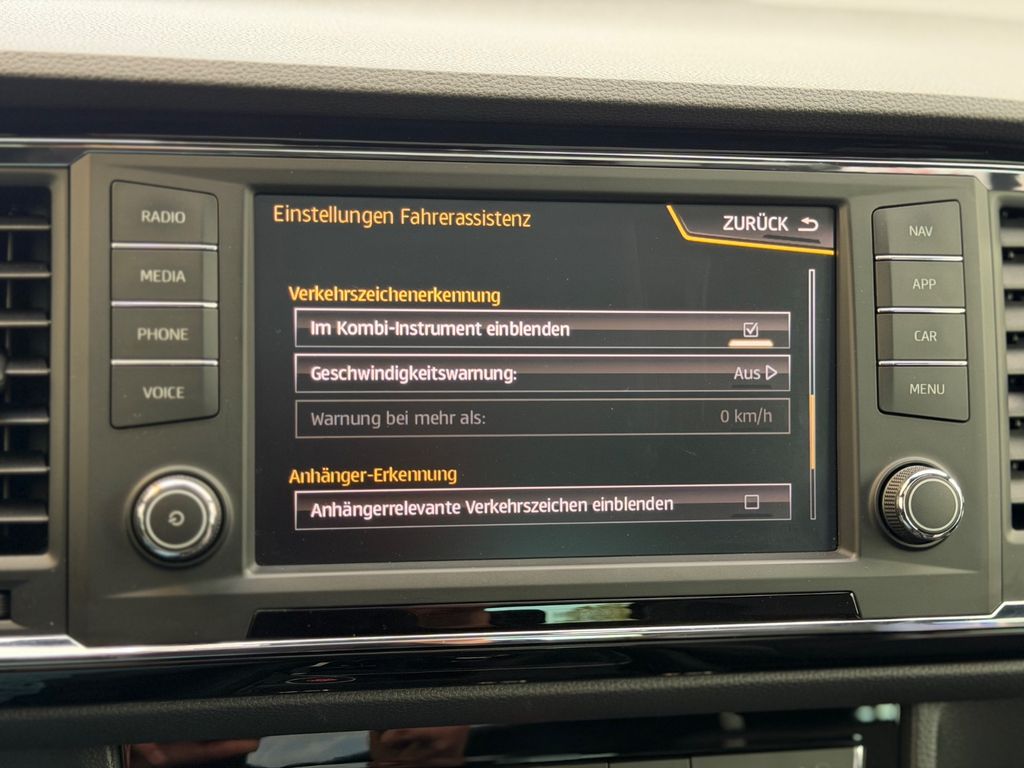 Einstellungen Fahrerassistenz
ZURÜCK
RADIO
MEDIA
PHONE
VOICE
Verkehrszeichenerkennung
Im Kombi-Instrument einblenden
Geschwindigkeitswarnung: Aus
Warnung bei mehr als: 0 km/h
Anhänger-Erkennung
Anhängerrelevante Verkehrszeichen einblenden
NAV
APP
CAR
MENU